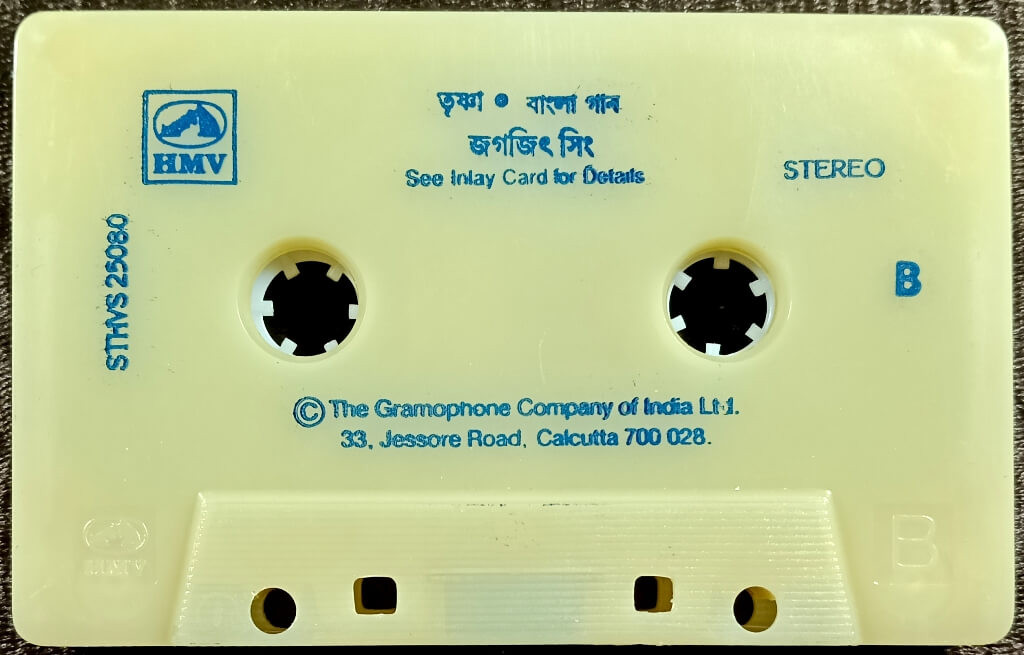 তৃষ্ণা • বাংলা গান
জগজিৎ সিং
See Inlay Card for Details
HMV
STEREO
STHVS 25080
B
© The Gramophone Company of India Ltd.
33, Jessore Road, Calcutta 700 028.
HMV
B